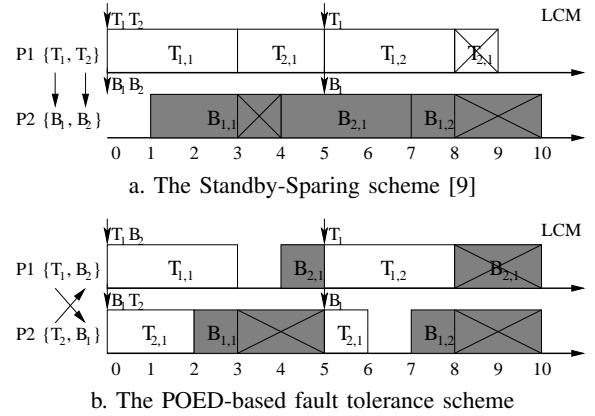 T₁ T₂ T₁ LCM
P1 {T₁, T₂} T₁,₁ T₂,₁ T₁,₂ T₂,₁
B₁ B₂ B₁
P2 {B₁, B₂} B₁,₁ B₂,₁ B₁,₂
0 1 2 3 4 5 6 7 8 9 10
a. The Standby-Sparing scheme [9]
T₁ B₂ T₁ LCM
P1 {T₁, B₂} T₁,₁ B₂,₁ T₁,₂ B₂,₁
B₁ T₂ B₁
P2 {T₂, B₁} T₂,₁ B₁,₁ T₂,₁ B₁,₂
0 1 2 3 4 5 6 7 8 9 10
b. The POED-based fault tolerance scheme